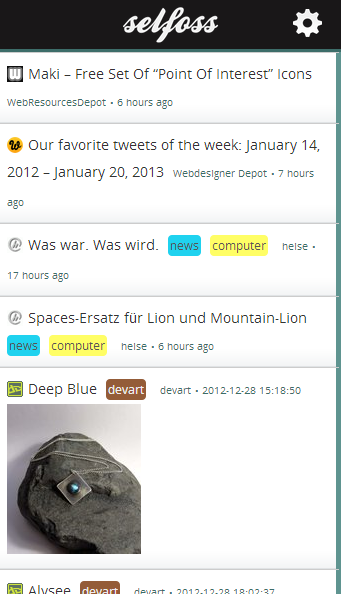 selfoss
Maki – Free Set Of “Point Of Interest” Icons
WebResourcesDepot • 6 hours ago
Our favorite tweets of the week: January 14,
2012 – January 20, 2013 Webdesigner Depot • 7 hours
ago
Was war. Was wird. news computer heise •
17 hours ago
Spaces-Ersatz für Lion und Mountain-Lion
news computer heise • 6 hours ago
Deep Blue devart devart • 2012-12-28 15:18:50
Alysee devart devart • 2012-12-28 18:02:37